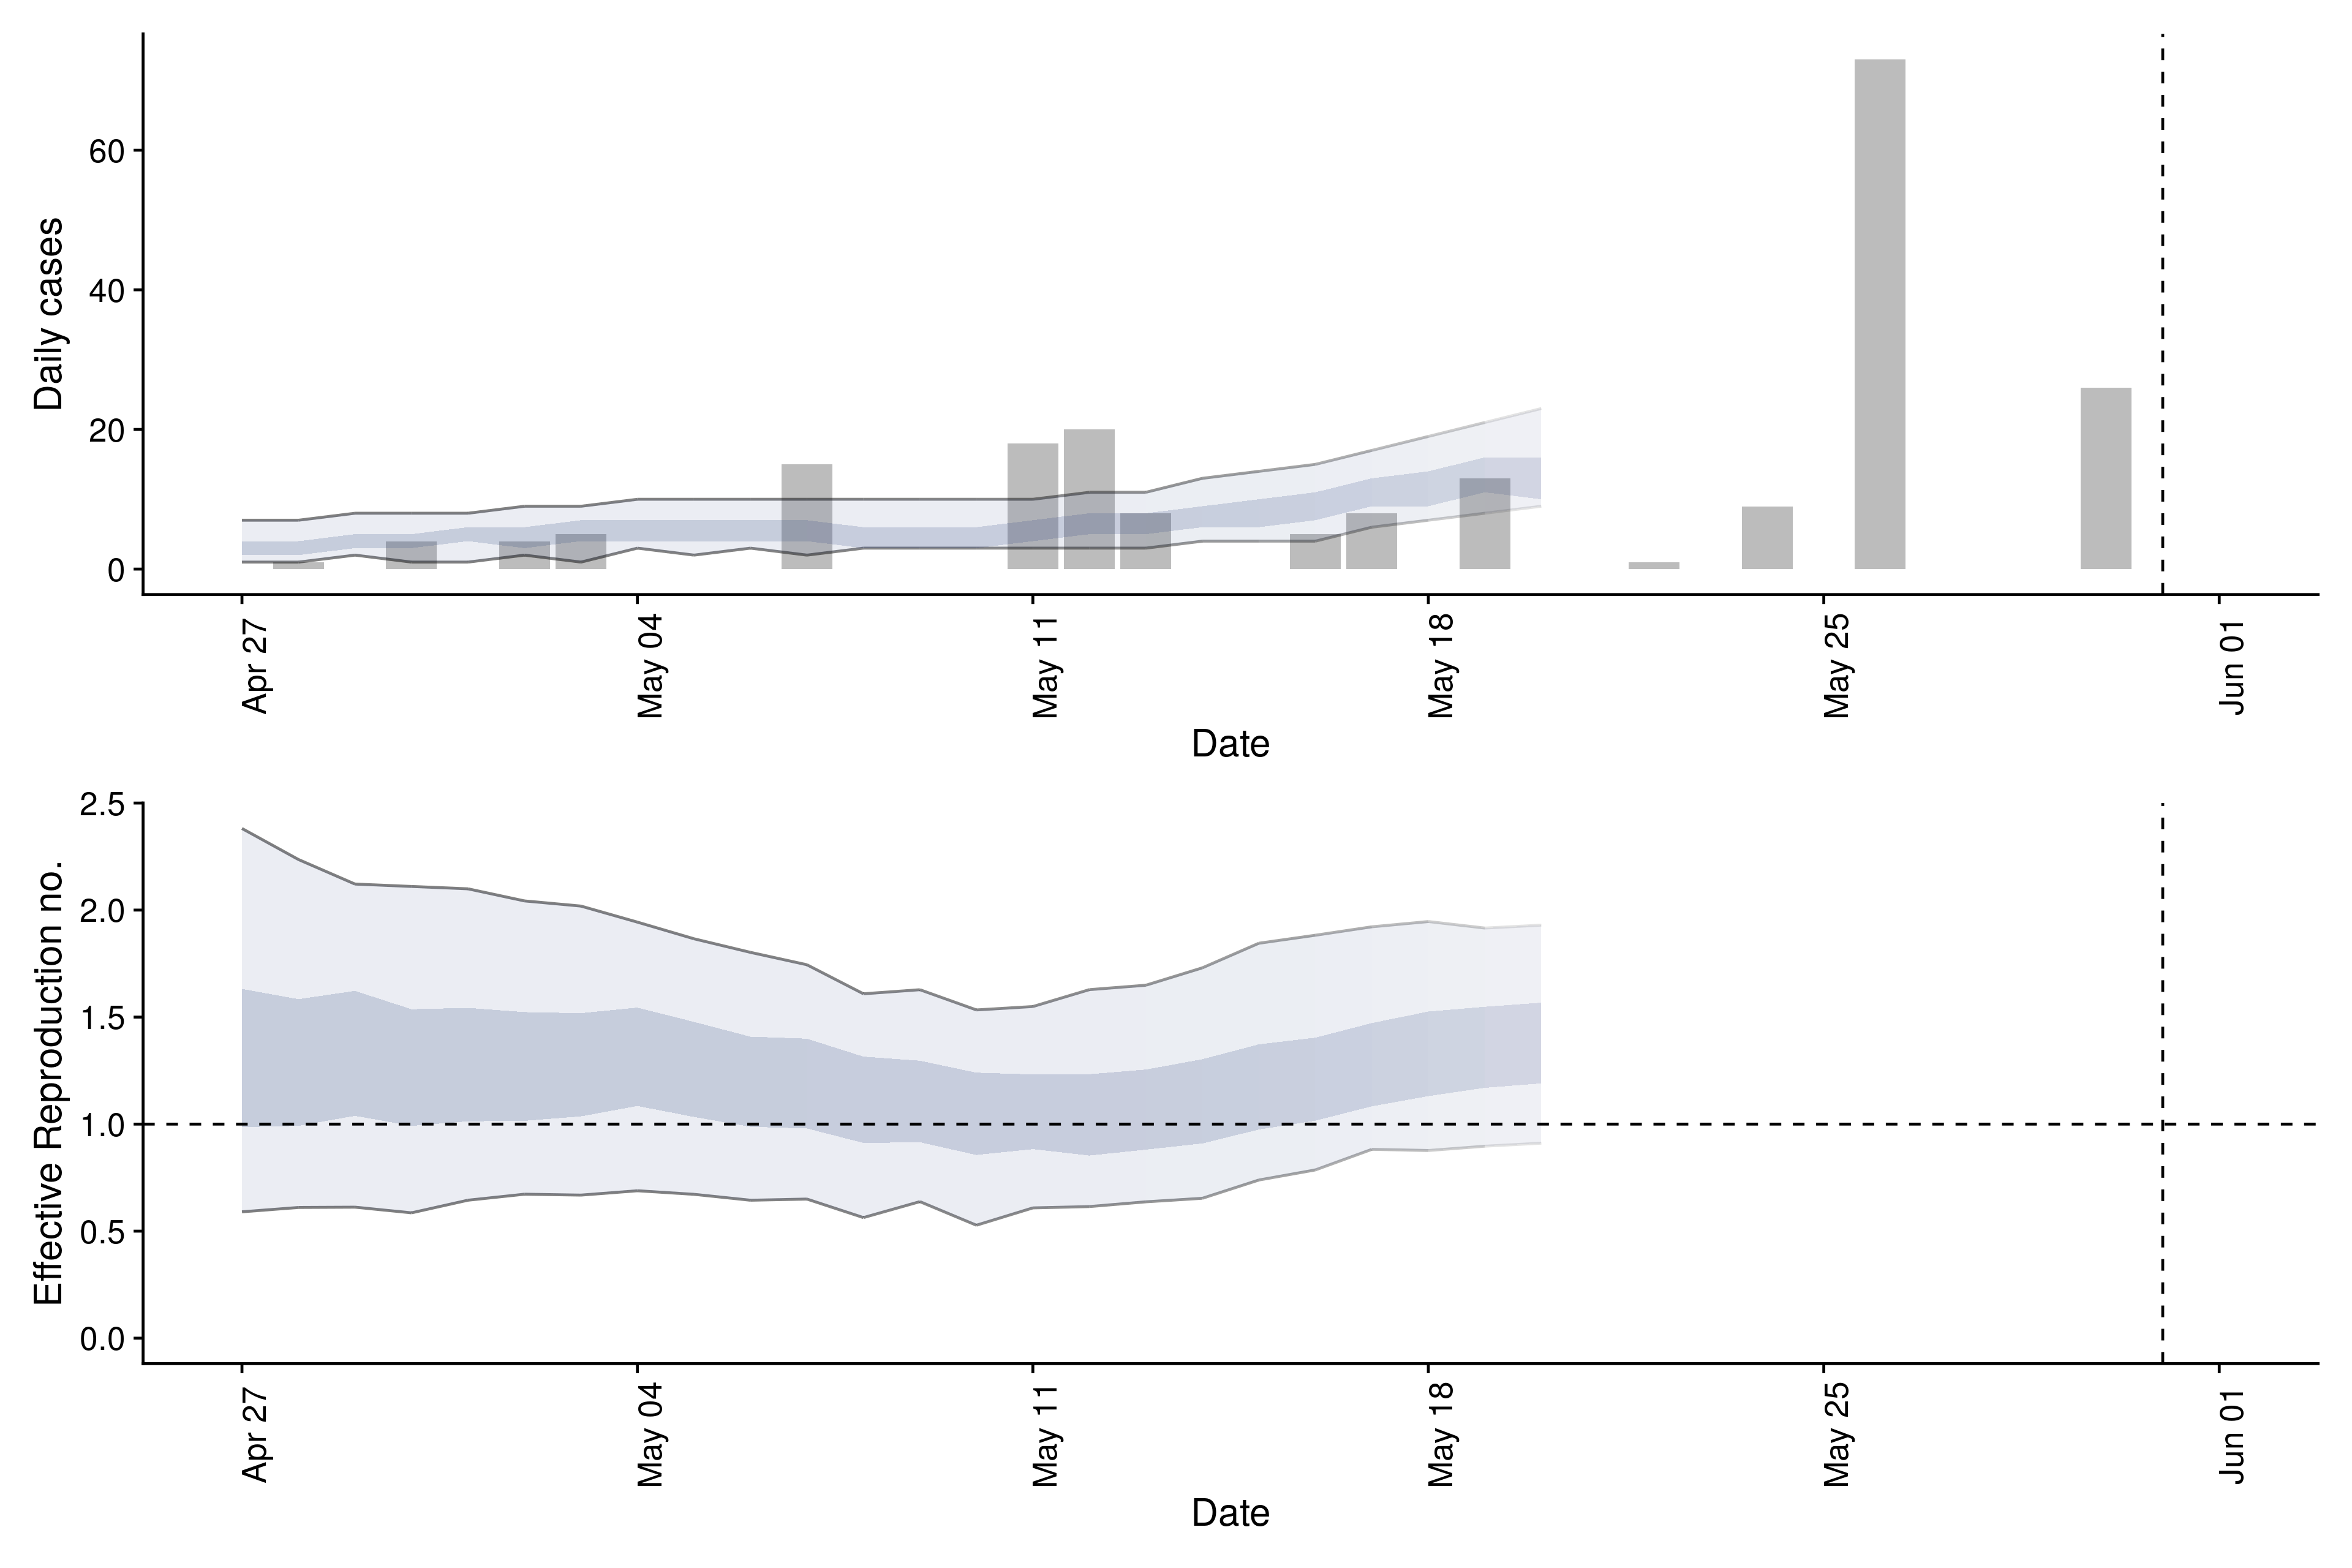 Daily cases
60
40
20
0
Apr 27
May 04
May 11
May 18
May 25
Jun 01
Date
Effective Reproduction no.
2.5
2.0
1.5
1.0
0.5
0.0
Apr 27
May 04
May 11
May 18
May 25
Jun 01
Date